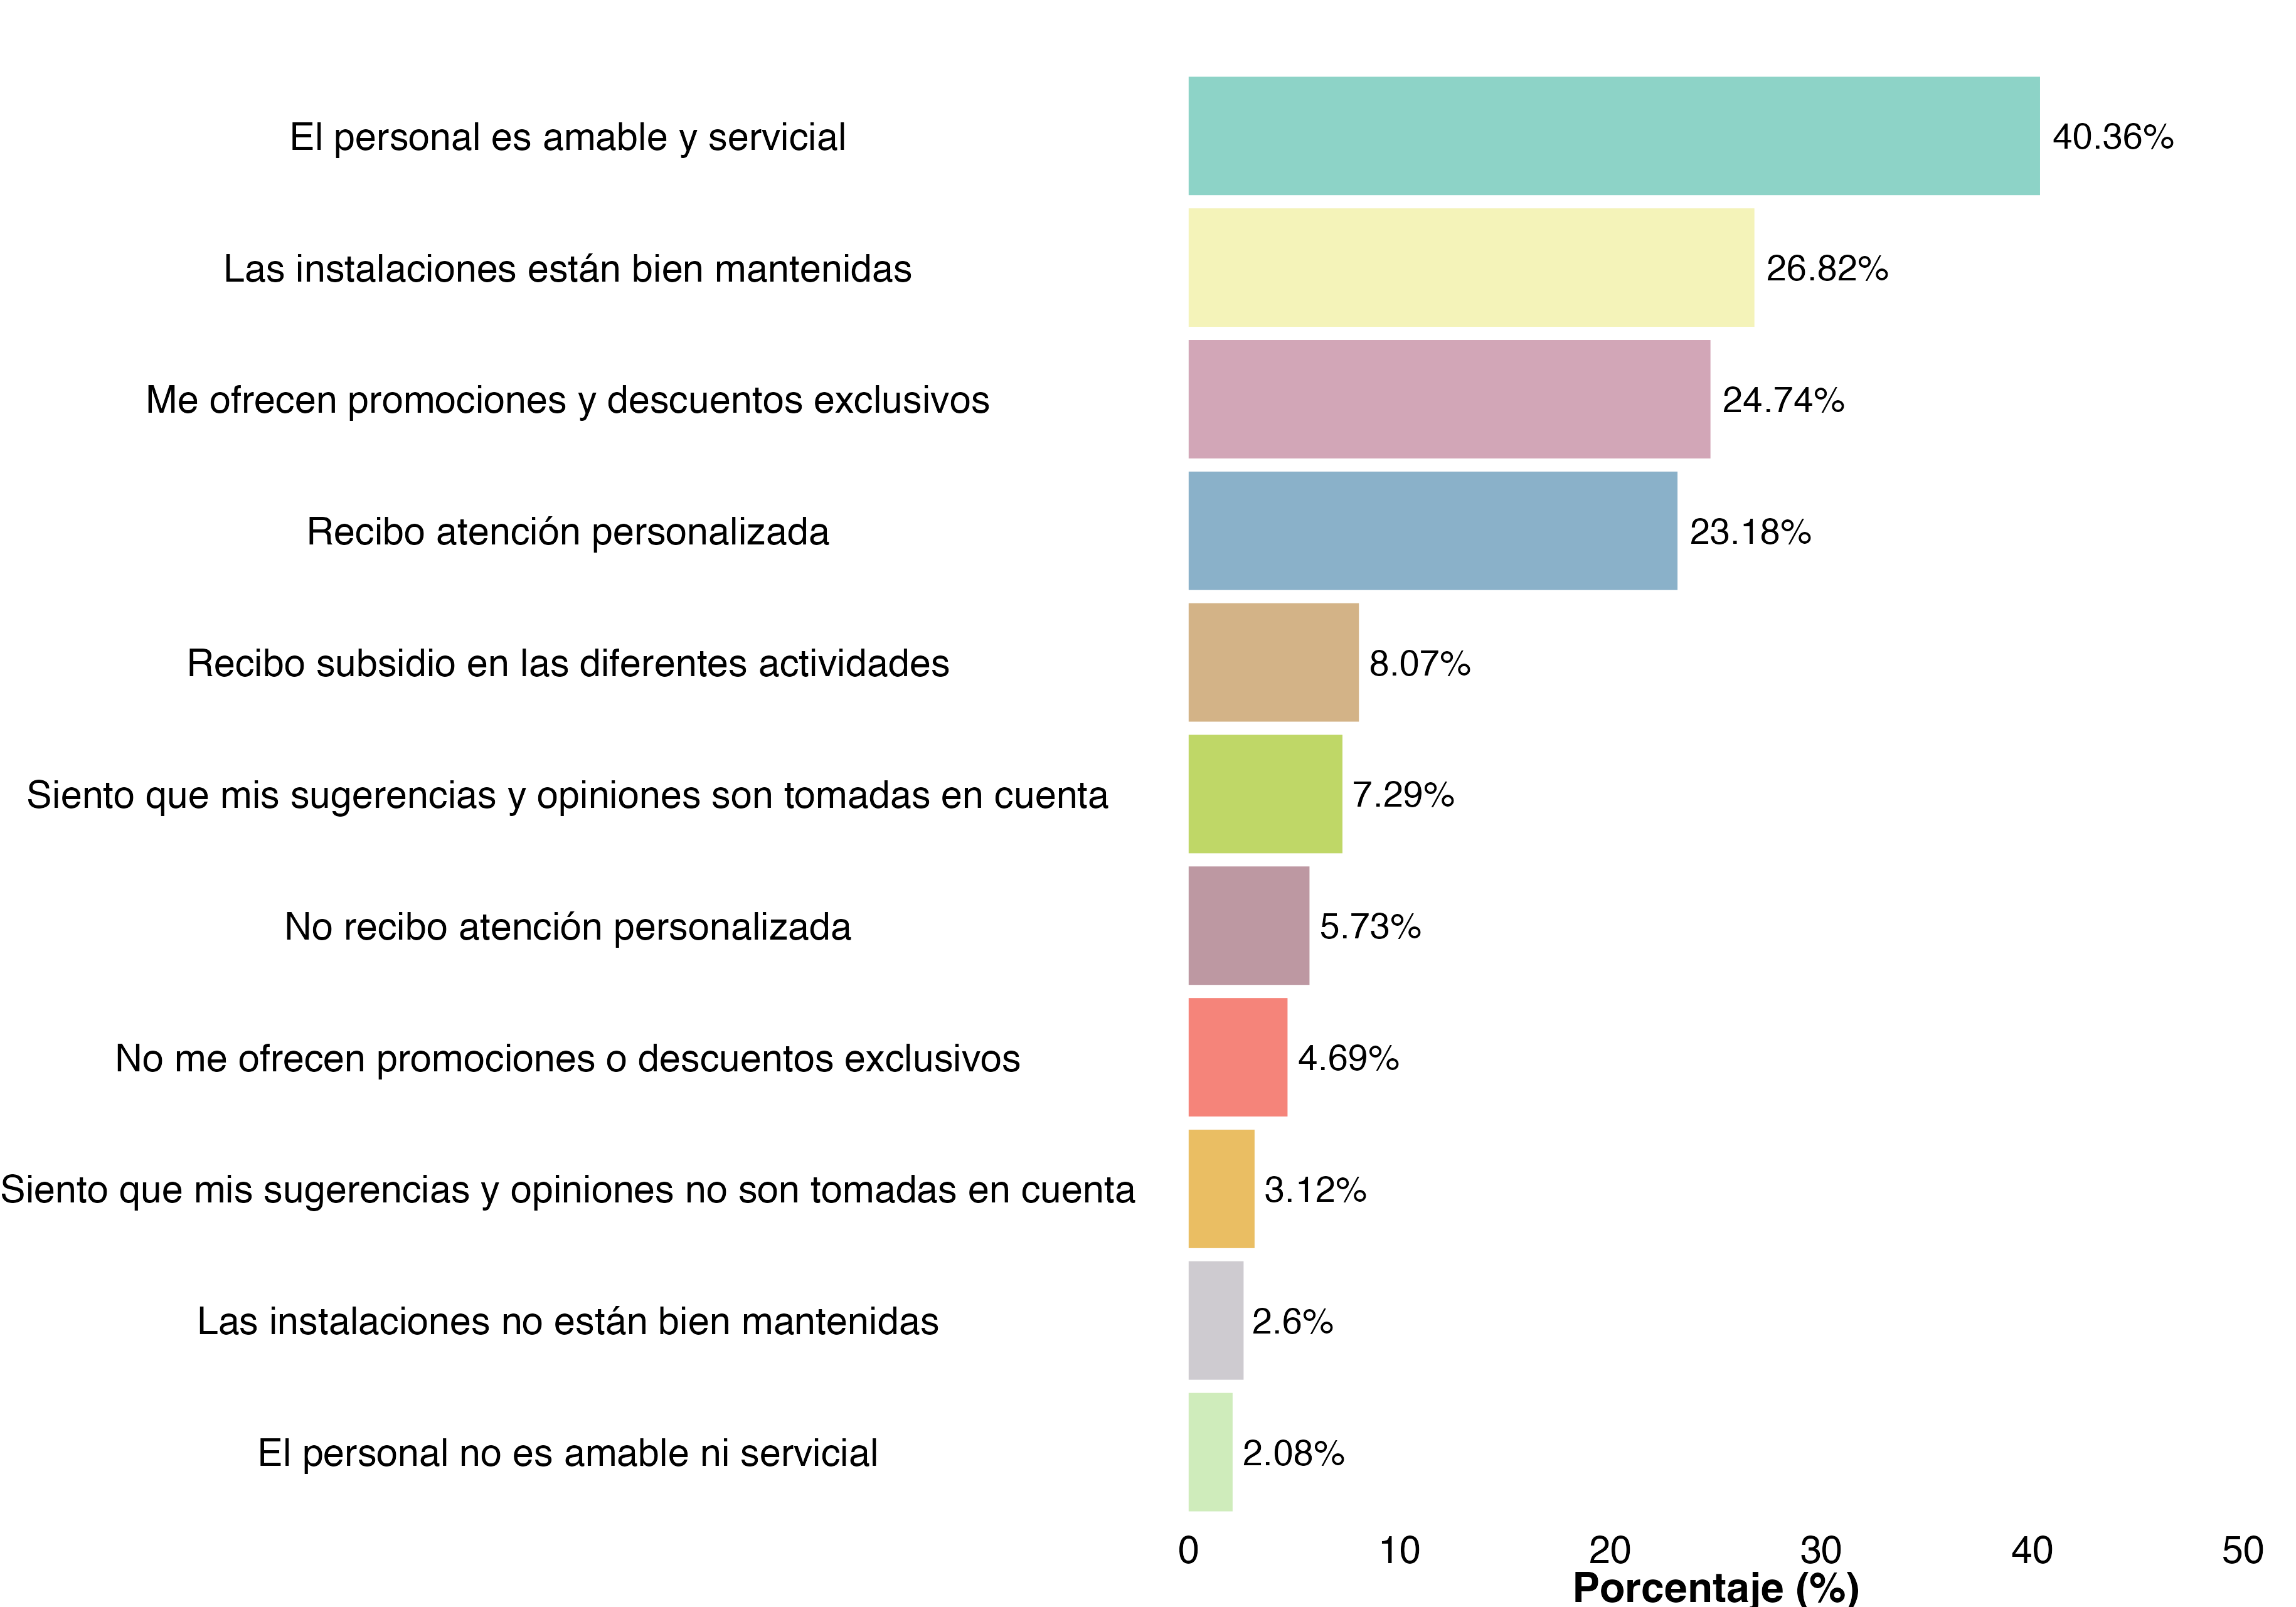 El personal es amable y servicial 40.36%
Las instalaciones están bien mantenidas 26.82%
Me ofrecen promociones y descuentos exclusivos 24.74%
Recibo atención personalizada 23.18%
Recibo subsidio en las diferentes actividades 8.07%
Siento que mis sugerencias y opiniones son tomadas en cuenta 7.29%
No recibo atención personalizada 5.73%
No me ofrecen promociones o descuentos exclusivos 4.69%
Siento que mis sugerencias y opiniones no son tomadas en cuenta 3.12%
Las instalaciones no están bien mantenidas 2.6%
El personal no es amable ni servicial 2.08%
0 10 20 30 40 50
Porcentaje (%)